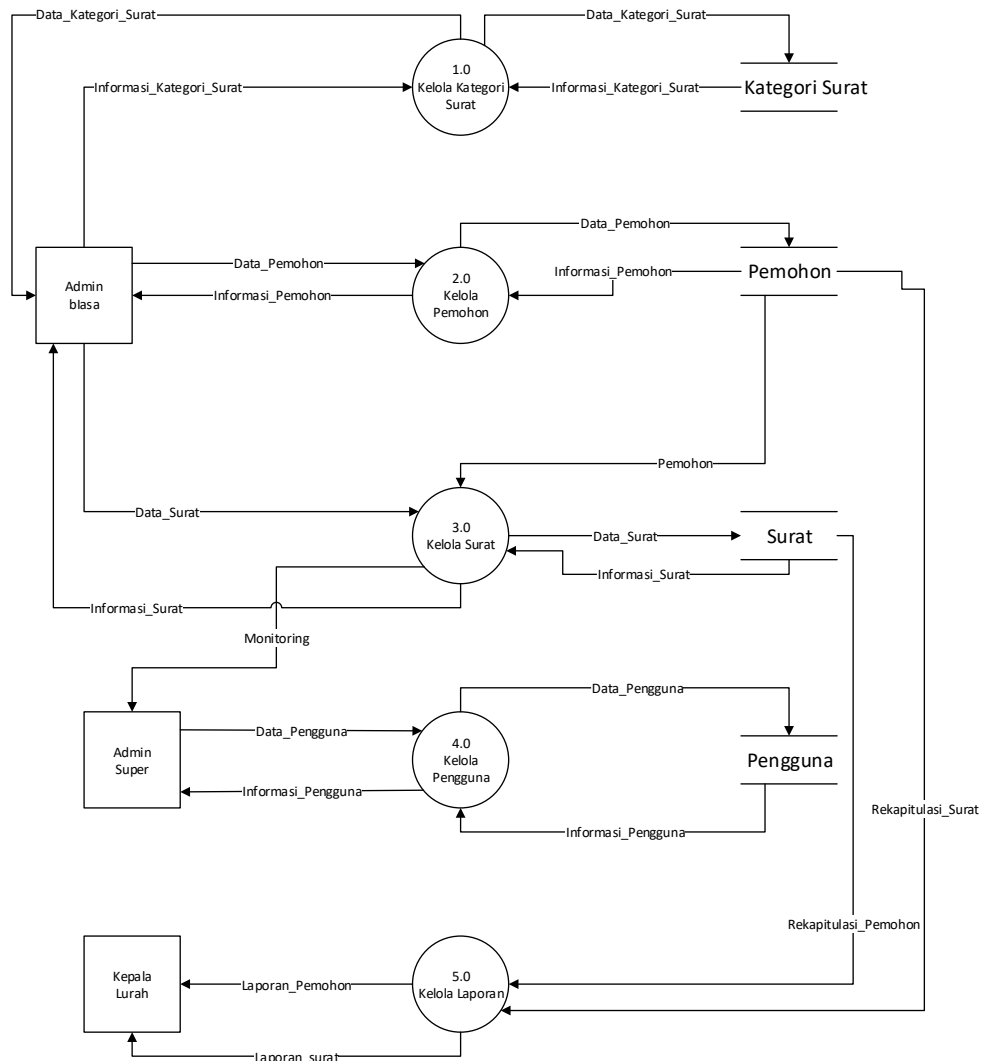 Data_Kategori_Surat
Data_Kategori_Surat
1.0
Kelola Kategori
Surat
Informasi_Kategori_Surat
Informasi_Kategori_Surat
Kategori Surat
Data_Pemohon
Data_Pemohon
Informasi_Pemohon
Pemohon
Admin
bIasa
2.0
Kelola
Pemohon
Informasi_Pemohon
Pemohon
Data_Surat
3.0
Kelola Surat
Data_Surat
Surat
Informasi_Surat
Informasi_Surat
Monitoring
Data_Pengguna
Admin
Super
Data_Pengguna
4.0
Kelola
Pengguna
Pengguna
Informasi_Pengguna
Informasi_Pengguna
Rekapitulasi_Surat
Rekapitulasi_Pemohon
Kepala
Lurah
Laporan_Pemohon
5.0
Kelola Laporan
Laporan_surat